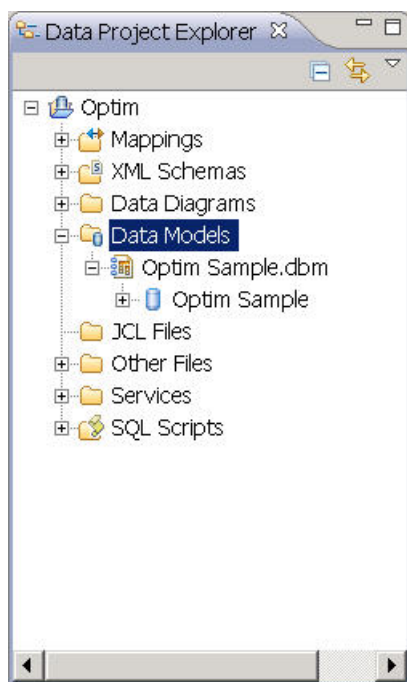 Data Project Explorer
Optim
Mappings
XML Schemas
Data Diagrams
Data Models
Optim Sample.dbm
Optim Sample
JCL Files
Other Files
Services
SQL Scripts